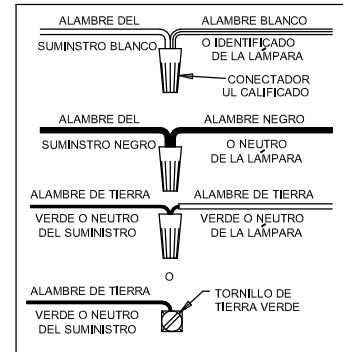 ALAMBRE DEL ALAMBRE BLANCO
SUMINSTRO BLANCO O IDENTIFICADO
DE LA LÁMPARA
CONECTADOR
UL CALIFICADO
ALAMBRE DEL ALAMBRE NEGRO
SUMINSTRO NEGRO O NEUTRO
DE LA LÁMPARA
ALAMBRE DE TIERRA ALAMBRE DE TIERRA
VERDE O NEUTRO VERDE O NEUTRO
DEL SUMINISTRO DE LA LÁMPARA
O
ALAMBRE DE TIERRA TORNILLO DE
TIERRA VERDE
VERDE O NEUTRO
DEL SUMINISTRO